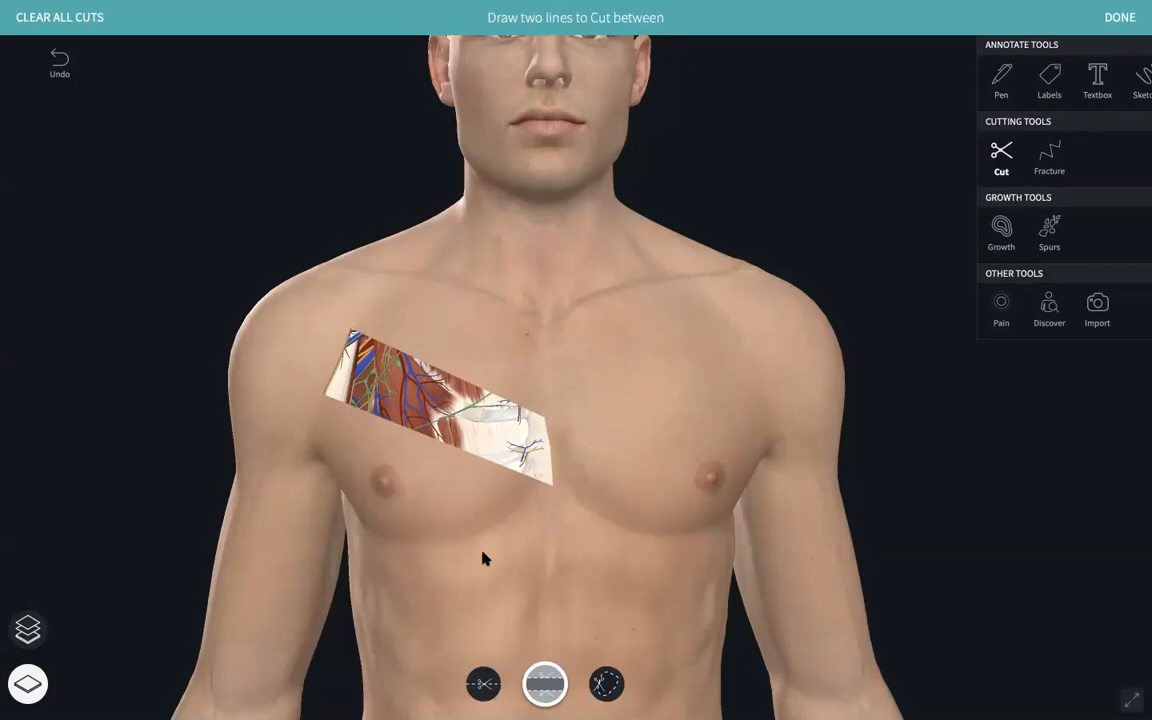 CLEAR ALL CUTS
Draw two lines to Cut between
DONE
Undo
ANNOTATE TOOLS
Pen
Labels
Textbox
CUTTING TOOLS
Cut
Fracture
GROWTH TOOLS
Growth
Spurs
OTHER TOOLS
Pain
Discover
Import